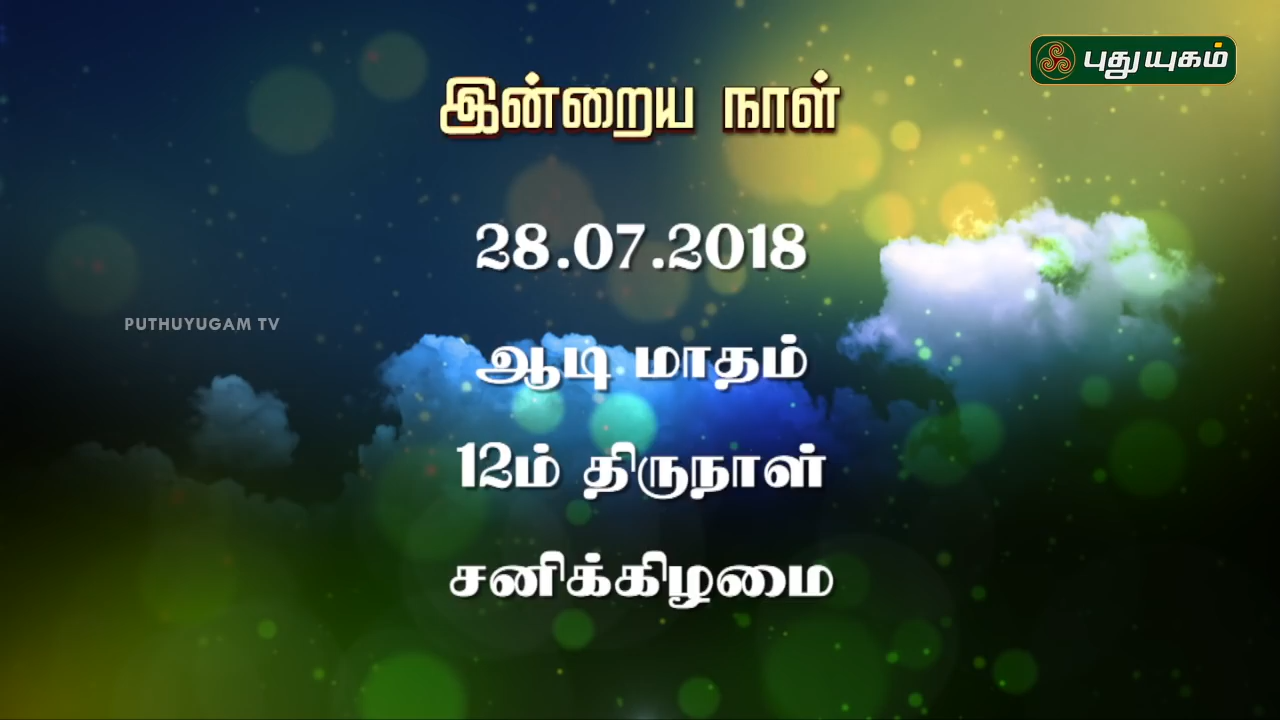 புதுயுகம்
இன்றைய நாள்
28.07.2018
PUTHUYUGAM TV
ஆடி மாதம்
12ம் திருநாள்
சனிக்கிழமை